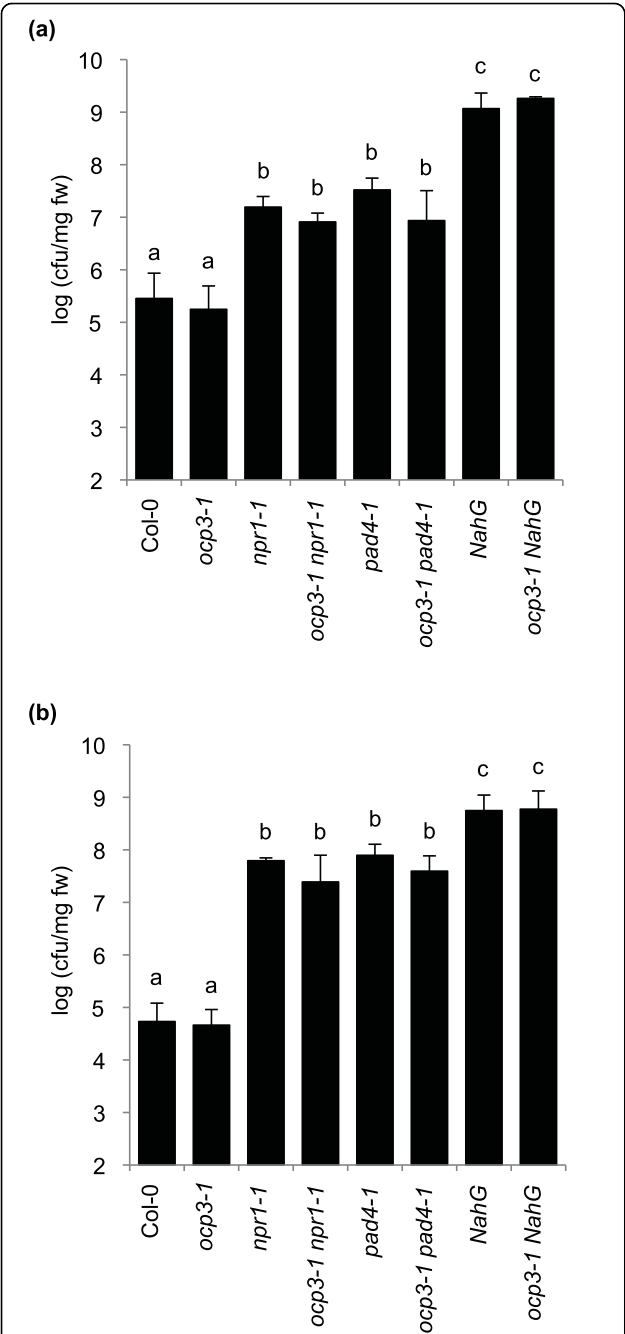 (a)
10
9
8
7
6
5
4
3
2
log (cfu/mg fw)
a
a
b
b
b
b
c
c
Col-0
ocp3-1
npr1-1
ocp3-1 npr1-1
pad4-1
ocp3-1 pad4-1
NahG
ocp3-1 NahG
(b)
10
9
8
7
6
5
4
3
2
log (cfu/mg fw)
a
a
b
b
b
b
c
c
Col-0
ocp3-1
npr1-1
ocp3-1 npr1-1
pad4-1
ocp3-1 pad4-1
NahG
ocp3-1 NahG